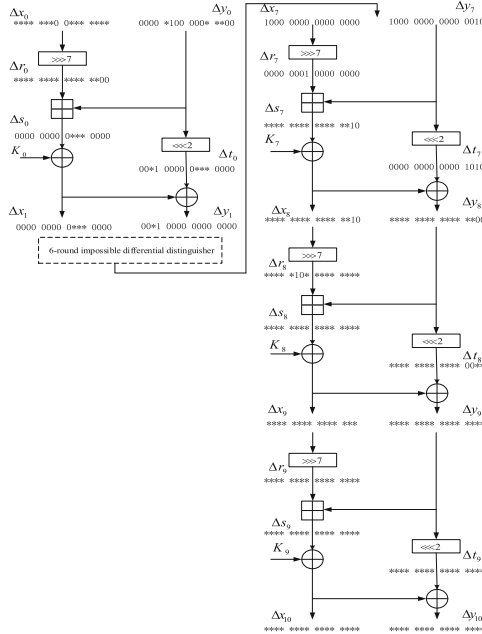 Δx₀ Δy₀
**** ***0 0*** **** 0000 *100 000* **00
Δr₀ >>>7
**** **** **** **00
Δs₀
0000 0000 0*** 0000
K₀ <<<2 Δt₀
00*1 0000 0*** 0000
Δx₁ Δy₁
0000 0000 0*** 0000 00*1 0000 0000 0000
6-round impossible differential distinguisher
Δx₇ Δy₇
1000 0000 0000 0000 1000 0000 0000 0010
Δr₇ >>>7
0000 0001 0000 0000
Δs₇
**** **** **** **10
K₇ <<<2 Δt₇
0000 0000 0000 1010
Δx₈ Δy₈
**** **** **** **10 **** **** **** **00
Δr₈ >>>7
**** *10* **** ****
Δs₈
**** **** **** ****
K₈ <<<2 Δt₈
**** **** **** 00**
Δx₉ Δy₉
**** **** **** *** **** **** **** ****
Δr₉ >>>7
**** **** **** ****
Δs₉
**** **** **** ****
K₉ <<<2 Δt₉
**** **** **** ****
Δx₁₀ Δy₁₀
**** **** **** **** **** **** **** ****